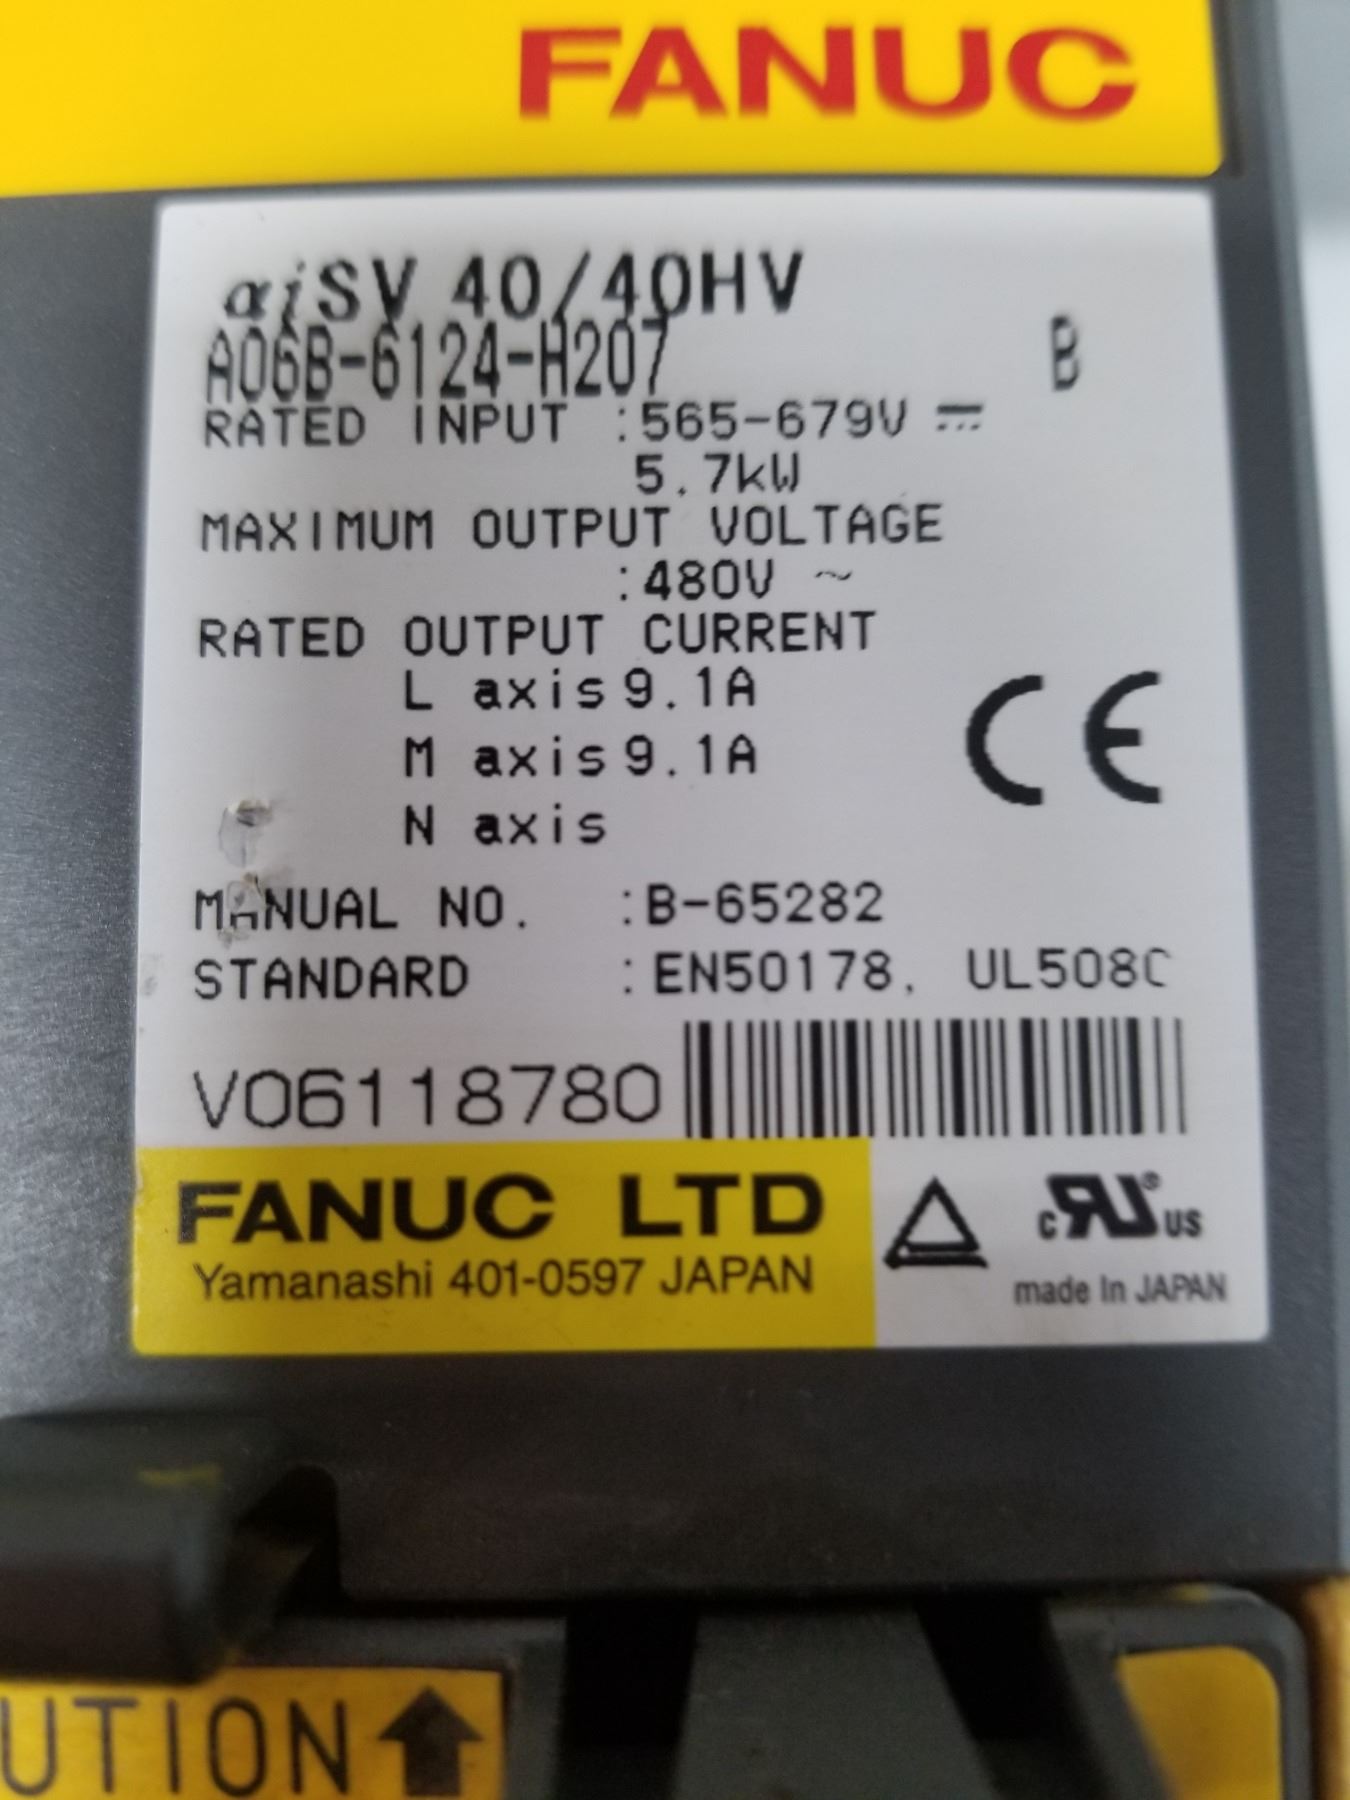 FANUC
αiSV 40/40HV
A06B-6124-H207 B
RATED INPUT :565-679V ⎓
5.7kW
MAXIMUM OUTPUT VOLTAGE
:480V ~
RATED OUTPUT CURRENT
L axis 9.1A
M axis 9.1A
N axis
CE
MANUAL NO. :B-65282
STANDARD :EN50178, UL508C
V06118780
FANUC LTD
Yamanashi 401-0597 JAPAN
c RU® US
made In JAPAN
UTION